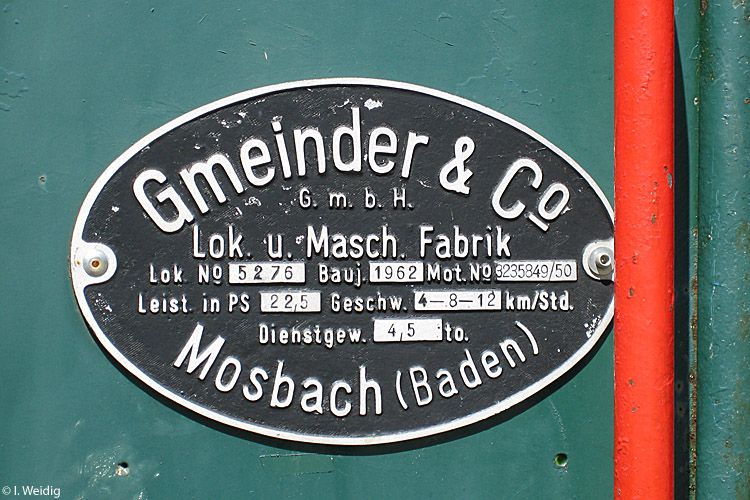 Gmeinder & Co
G. m. b. H.
Lok. u. Masch. Fabrik
Lok. No 5276 Bauj. 1962 Mot. No 3235849/50
Leist. in PS 22,5 Geschw. 4-8-12 km/Std.
Dienstgew. 4,5 to.
Mosbach (Baden)
© I. Weidig